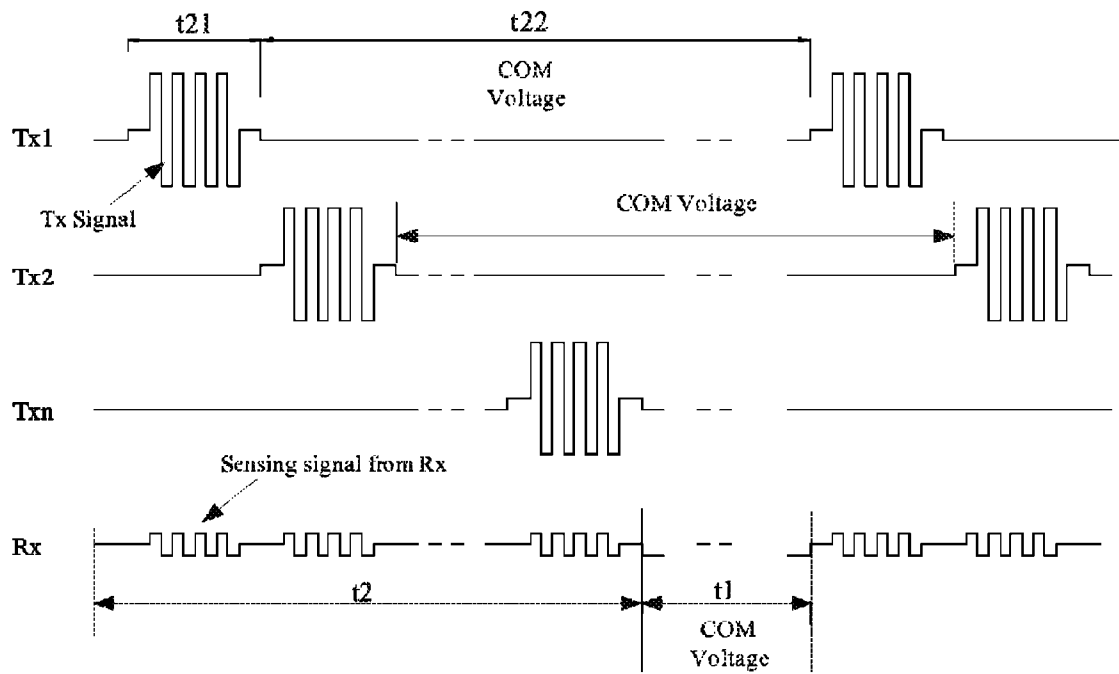 t21
t22
COM
Voltage
Tx1
Tx Signal
COM Voltage
Tx2
Txn
Sensing signal from Rx
Rx
t2
t1
COM
Voltage